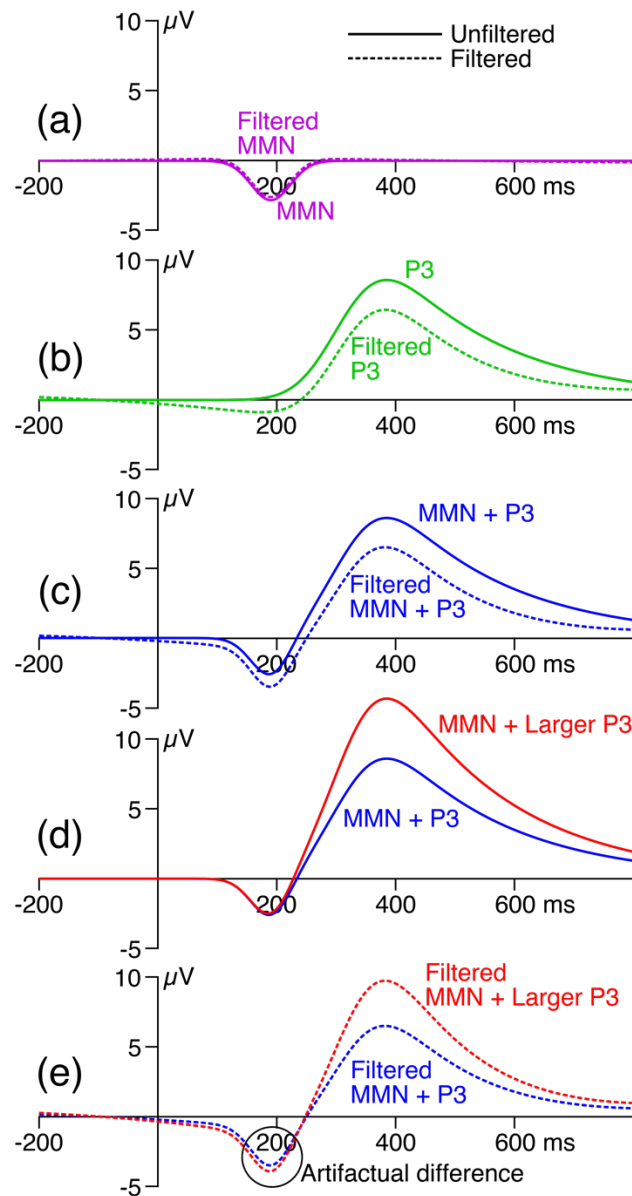 10 µV
Unfiltered
Filtered
5
(a)
Filtered
MMN
-200
200
400
600 ms
MMN
-5
10 µV
P3
5
(b)
Filtered
P3
-200
200
400
600 ms
-5
10 µV
MMN + P3
5
(c)
Filtered
MMN + P3
-200
200
400
600 ms
-5
µV
MMN + Larger P3
10
5
MMN + P3
(d)
-200
200
400
600 ms
-5
10 µV
Filtered
MMN + Larger P3
5
(e)
Filtered
MMN + P3
-200
200
400
600 ms
Artifactual difference
-5